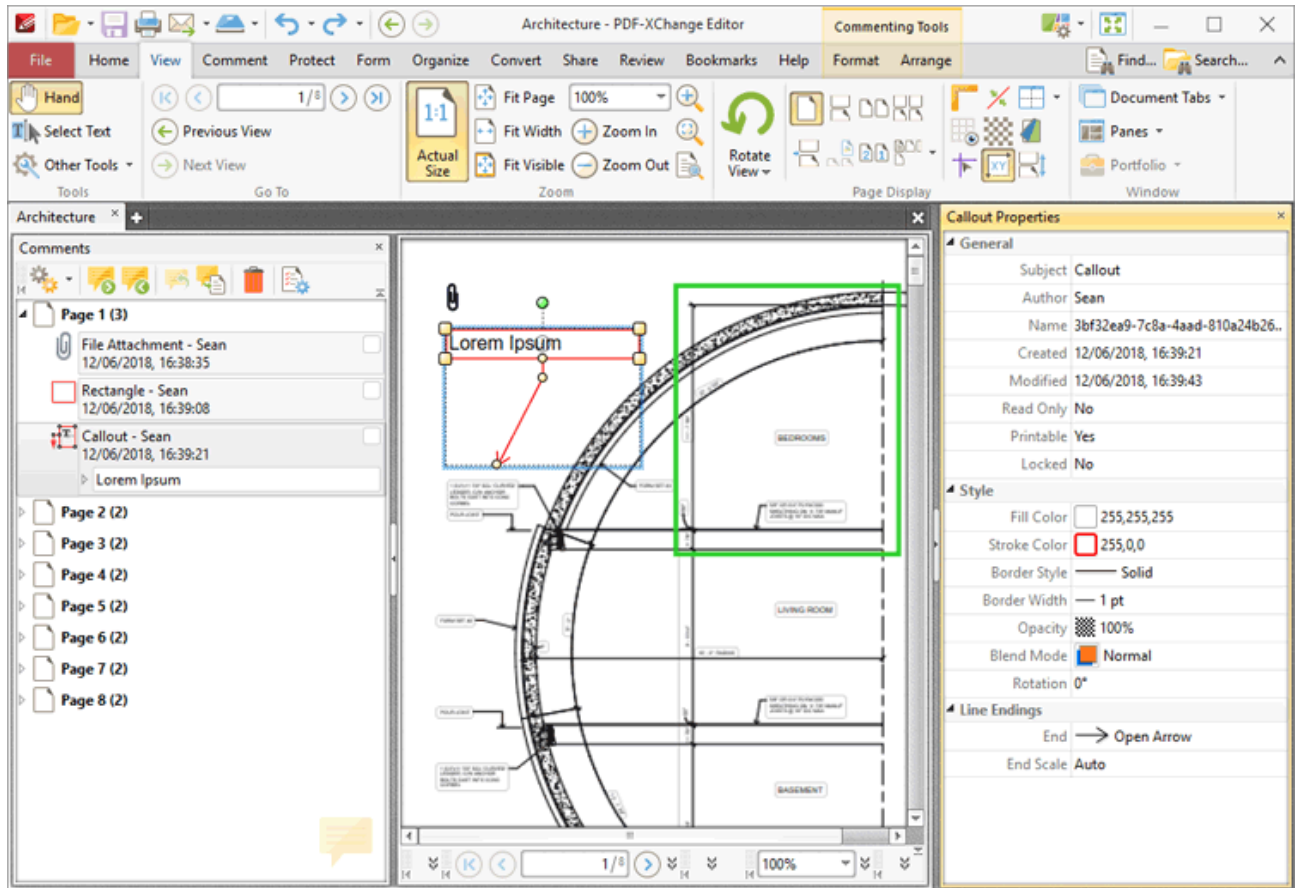 Architecture - PDF-XChange Editor
Commenting Tools
File Home View Comment Protect Form Organize Convert Share Review Bookmarks Help Format Arrange
Find... Search...
Hand
Select Text
Other Tools
Tools
1/8
Previous View
Next View
Go To
1:1
Actual
Size
Fit Page 100%
Fit Width Zoom In
Fit Visible Zoom Out
Zoom
Rotate
View
Page Display
XY
Document Tabs
Panes
Portfolio
Window
Architecture
Comments
Page 1 (3)
File Attachment - Sean
12/06/2018, 16:38:35
Rectangle - Sean
12/06/2018, 16:39:08
Callout - Sean
12/06/2018, 16:39:21
Lorem Ipsum
Page 2 (2)
Page 3 (2)
Page 4 (2)
Page 5 (2)
Page 6 (2)
Page 7 (2)
Page 8 (2)
Lorem Ipsum
BEDROOMS
LIVING ROOM
BASEMENT
1/8
100%
Callout Properties
General
Subject Callout
Author Sean
Name 3bf32ea9-7c8a-4aad-810a24b26..
Created 12/06/2018, 16:39:21
Modified 12/06/2018, 16:39:43
Read Only No
Printable Yes
Locked No
Style
Fill Color 255,255,255
Stroke Color 255,0,0
Border Style Solid
Border Width 1 pt
Opacity 100%
Blend Mode Normal
Rotation 0°
Line Endings
End Open Arrow
End Scale Auto